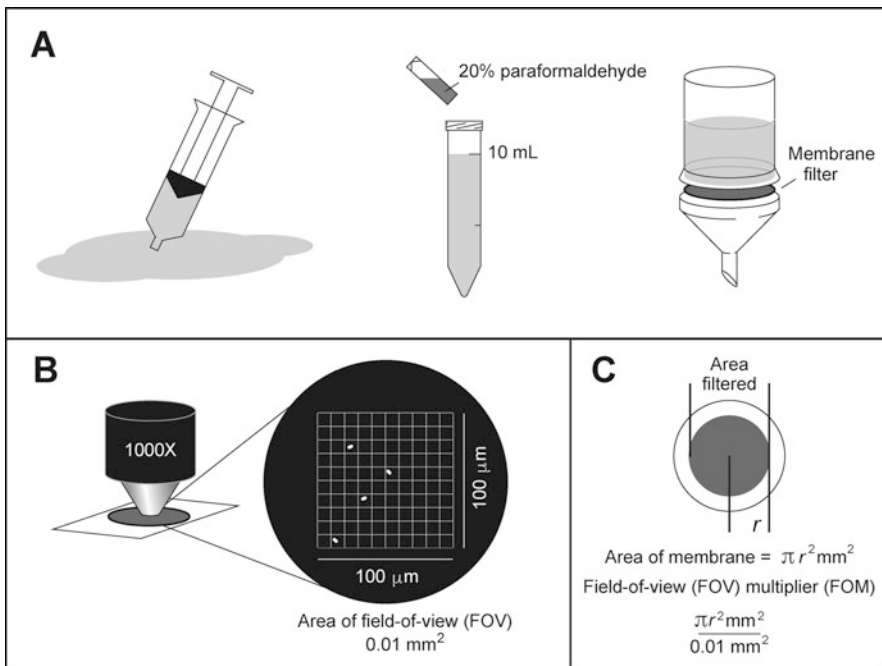 A
20% paraformaldehyde
10 mL
Membrane
filter
B
1000X
100 μm
100 μm
Area of field-of-view (FOV)
0.01 mm²
C
Area
filtered
r
Area of membrane = πr²mm²
Field-of-view (FOV) multiplier (FOM)
πr²mm²
0.01 mm²